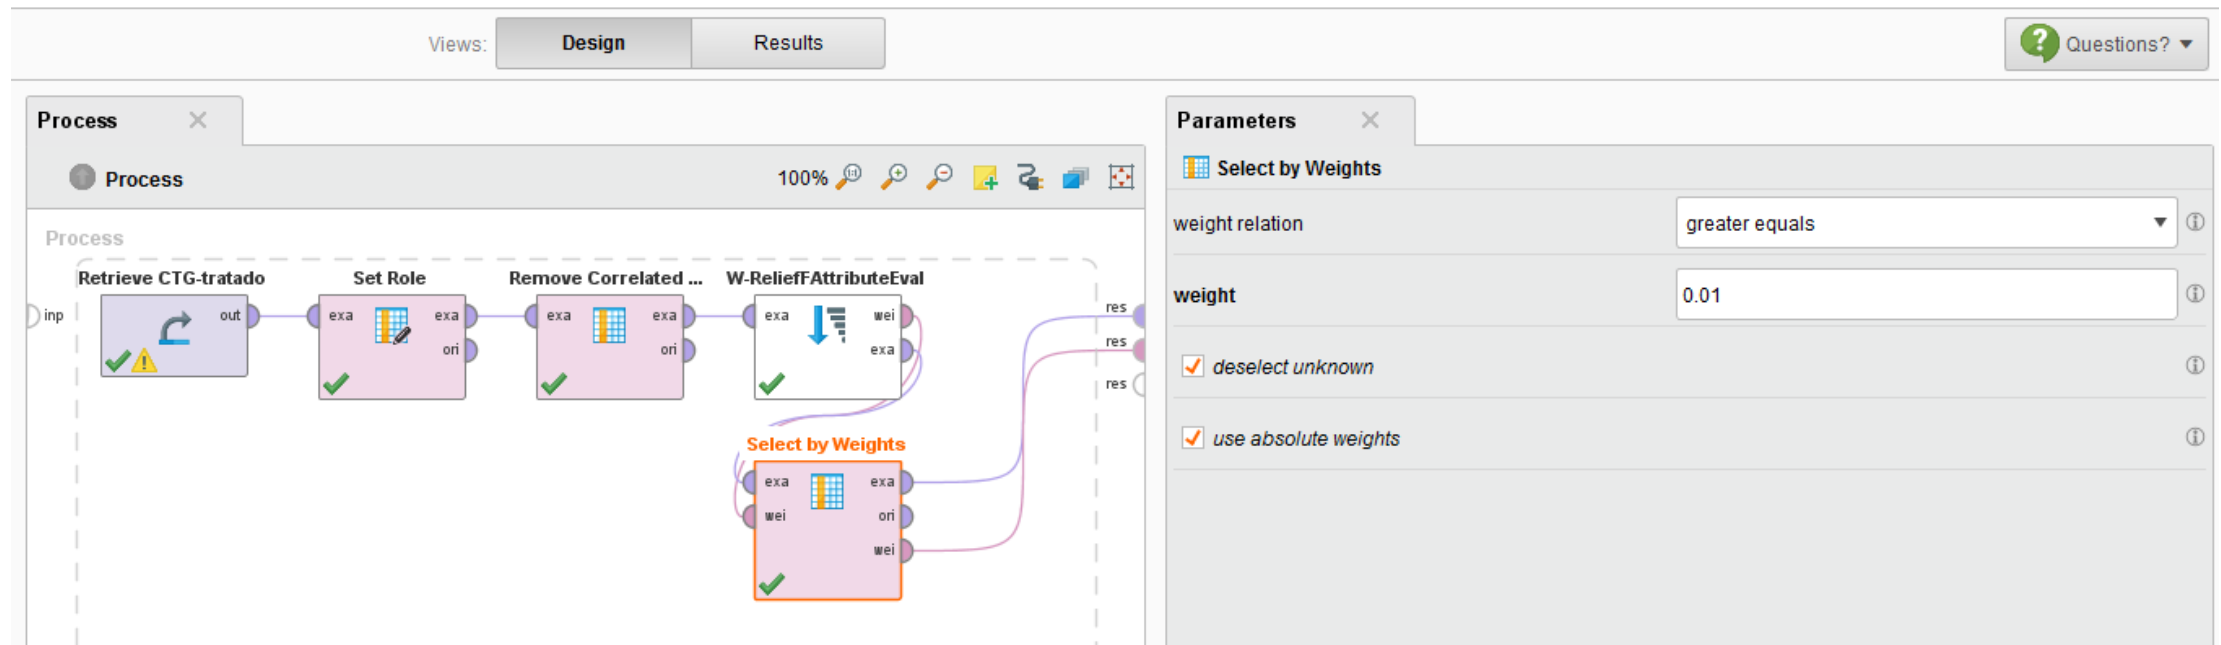 Views: Design Results
Questions?
Process
Process
100%
Process
Retrieve CTG-tratado Set Role Remove Correlated ... W-ReliefFAttributeEval
inp out exa exa exa exa exa wei res
ori ori exa res
res
Select by Weights
exa exa
wei ori
wei
Parameters
Select by Weights
weight relation greater equals
weight 0.01
deselect unknown
use absolute weights